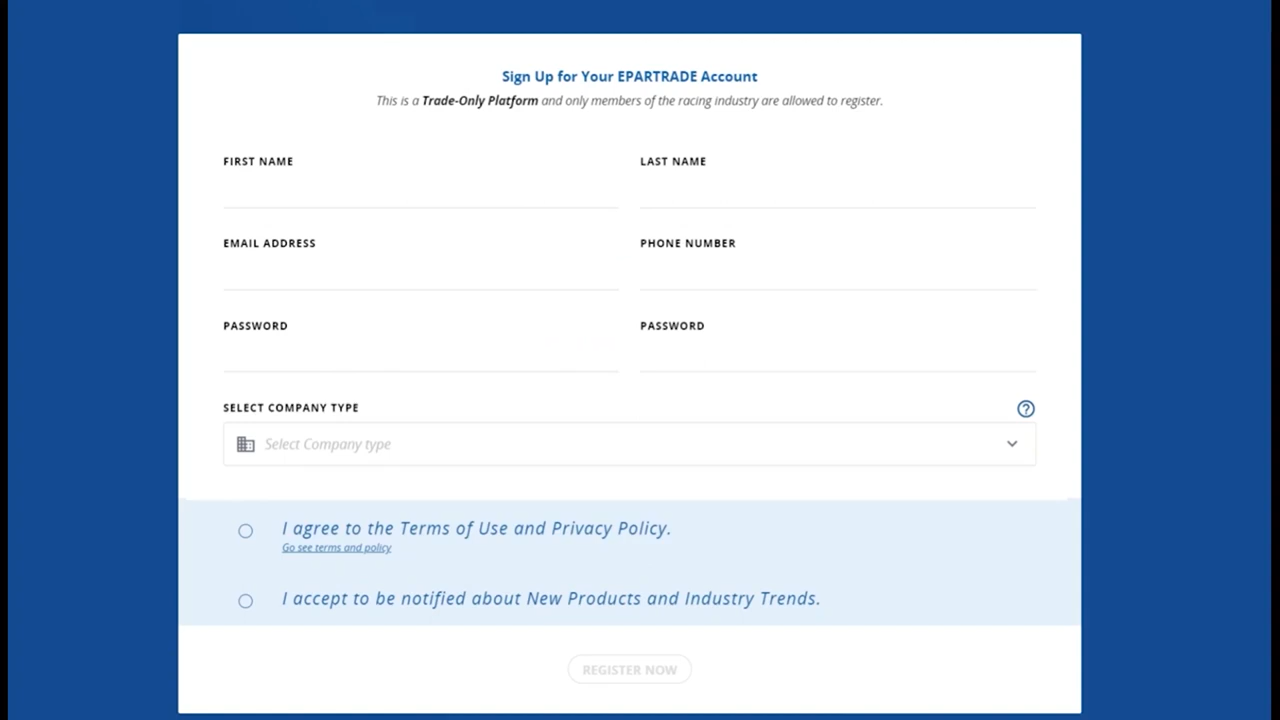 Sign Up for Your EPARTRADE Account
This is a Trade-Only Platform and only members of the racing industry are allowed to register.
FIRST NAME
LAST NAME
EMAIL ADDRESS
PHONE NUMBER
PASSWORD
PASSWORD
SELECT COMPANY TYPE
Select Company type
I agree to the Terms of Use and Privacy Policy.
Go see terms and policy
I accept to be notified about New Products and Industry Trends.
REGISTER NOW